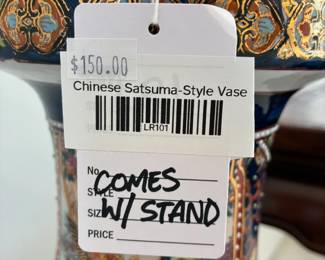 $150.00
Chinese Satsuma-Style Vase
LR101
No.
COMES
STYLE
W/ STAND
SIZE
PRICE